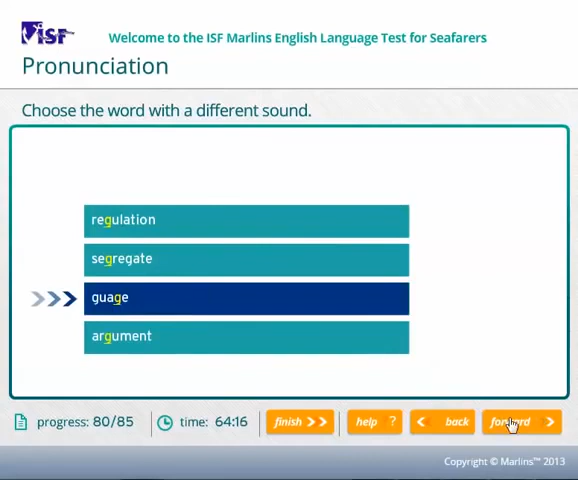 ISF
Welcome to the ISF Marlins English Language Test for Seafarers
Pronunciation
Choose the word with a different sound.
regulation
segregate
guage
argument
progress: 80/85
time: 64:16
finish >>
help ?
back
forward
Copyright © Marlins™ 2013